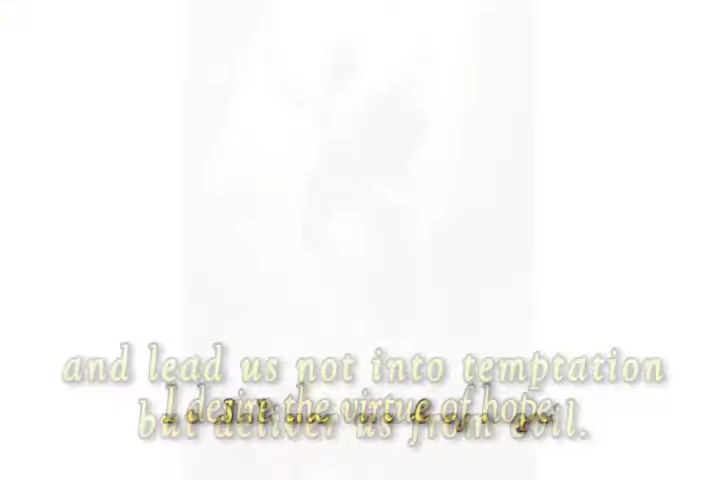 and lead us not into temptation
I desire the virtue of hope
but deliver us from evil.